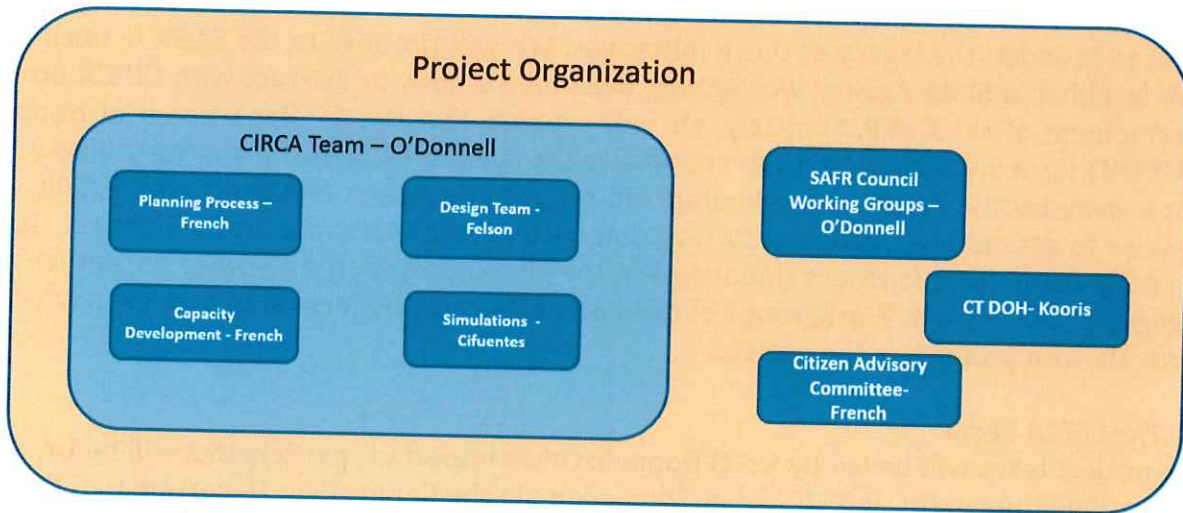 Project Organization
CIRCA Team – O'Donnell
Planning Process –
French
Design Team -
Felson
Capacity
Development - French
Simulations -
Cifuentes
SAFR Council
Working Groups –
O'Donnell
CT DOH- Kooris
Citizen Advisory
Committee-
French